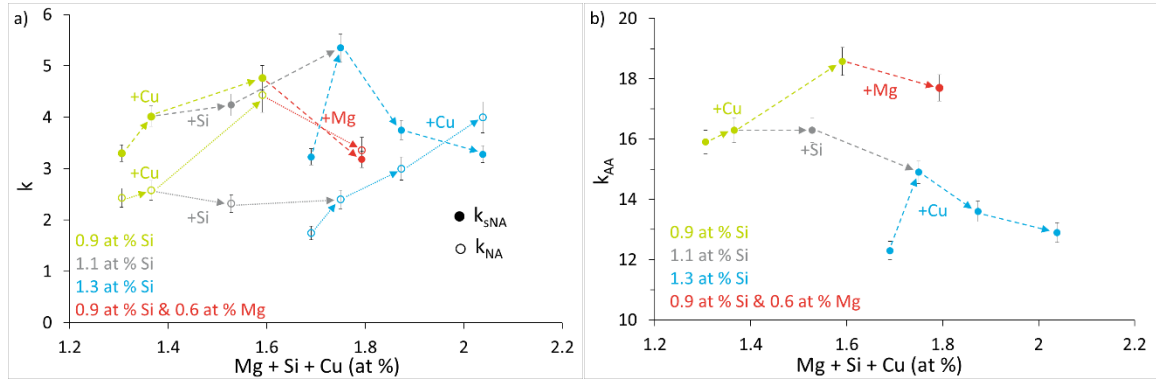 a)
6
5
4
3
2
1
0
k
+Cu
+Si
+Mg
+Cu
+Cu
+Si
k_sNA
k_NA
0.9 at % Si
1.1 at % Si
1.3 at % Si
0.9 at % Si & 0.6 at % Mg
1.2 1.4 1.6 1.8 2 2.2
Mg + Si + Cu (at %)
b)
20
18
16
14
12
10
k_AA
+Cu
+Mg
+Si
+Cu
0.9 at % Si
1.1 at % Si
1.3 at % Si
0.9 at % Si & 0.6 at % Mg
1.2 1.4 1.6 1.8 2 2.2
Mg + Si + Cu (at %)